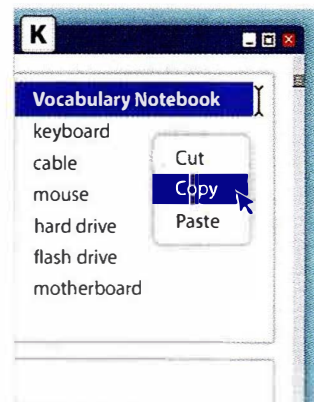 K
Vocabulary Notebook
keyboard
cable
mouse
hard drive
flash drive
motherboard
Cut
Copy
Paste